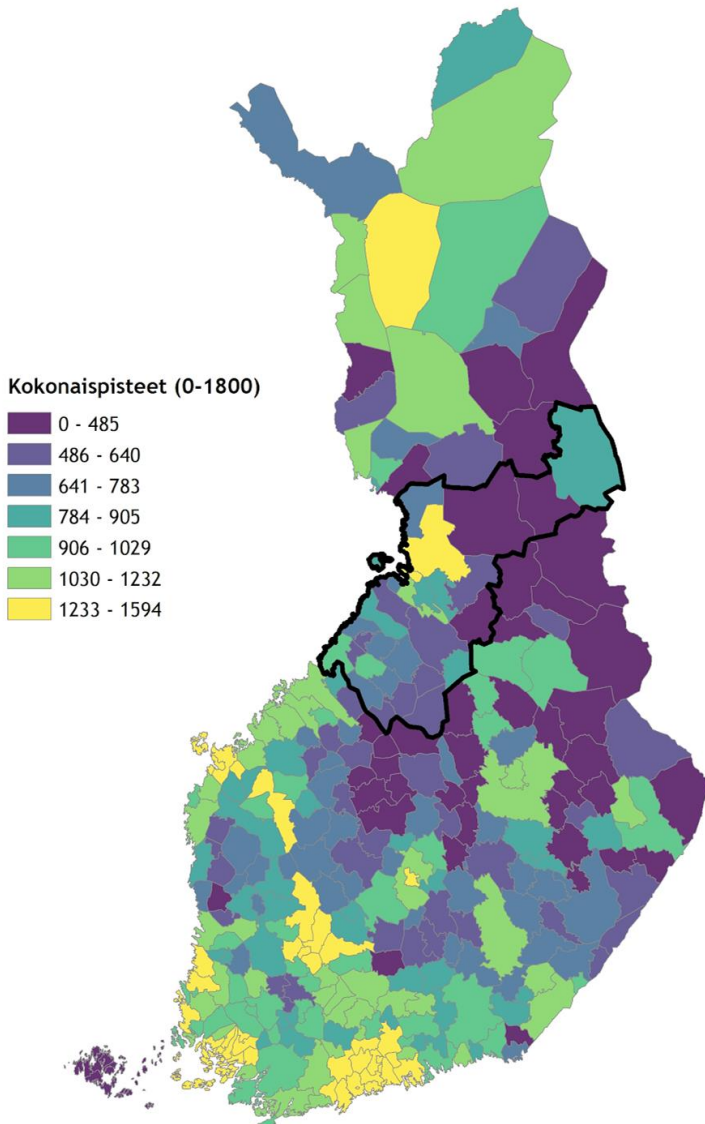 Kokonaispisteet (0-1800)
0 - 485
486 - 640
641 - 783
784 - 905
906 - 1029
1030 - 1232
1233 - 1594